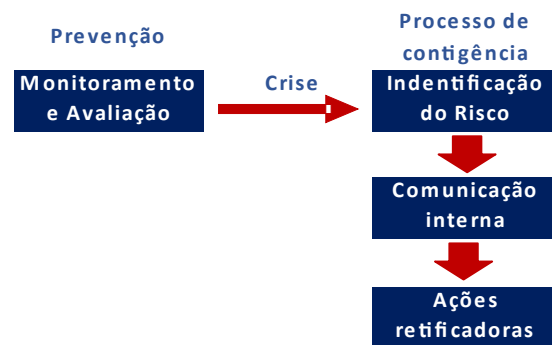 Prevenção
Monitoramento
e Avaliação
Crise
Processo de
contigência
Indentificação
do Risco
Comunicação
interna
Ações
retificadoras